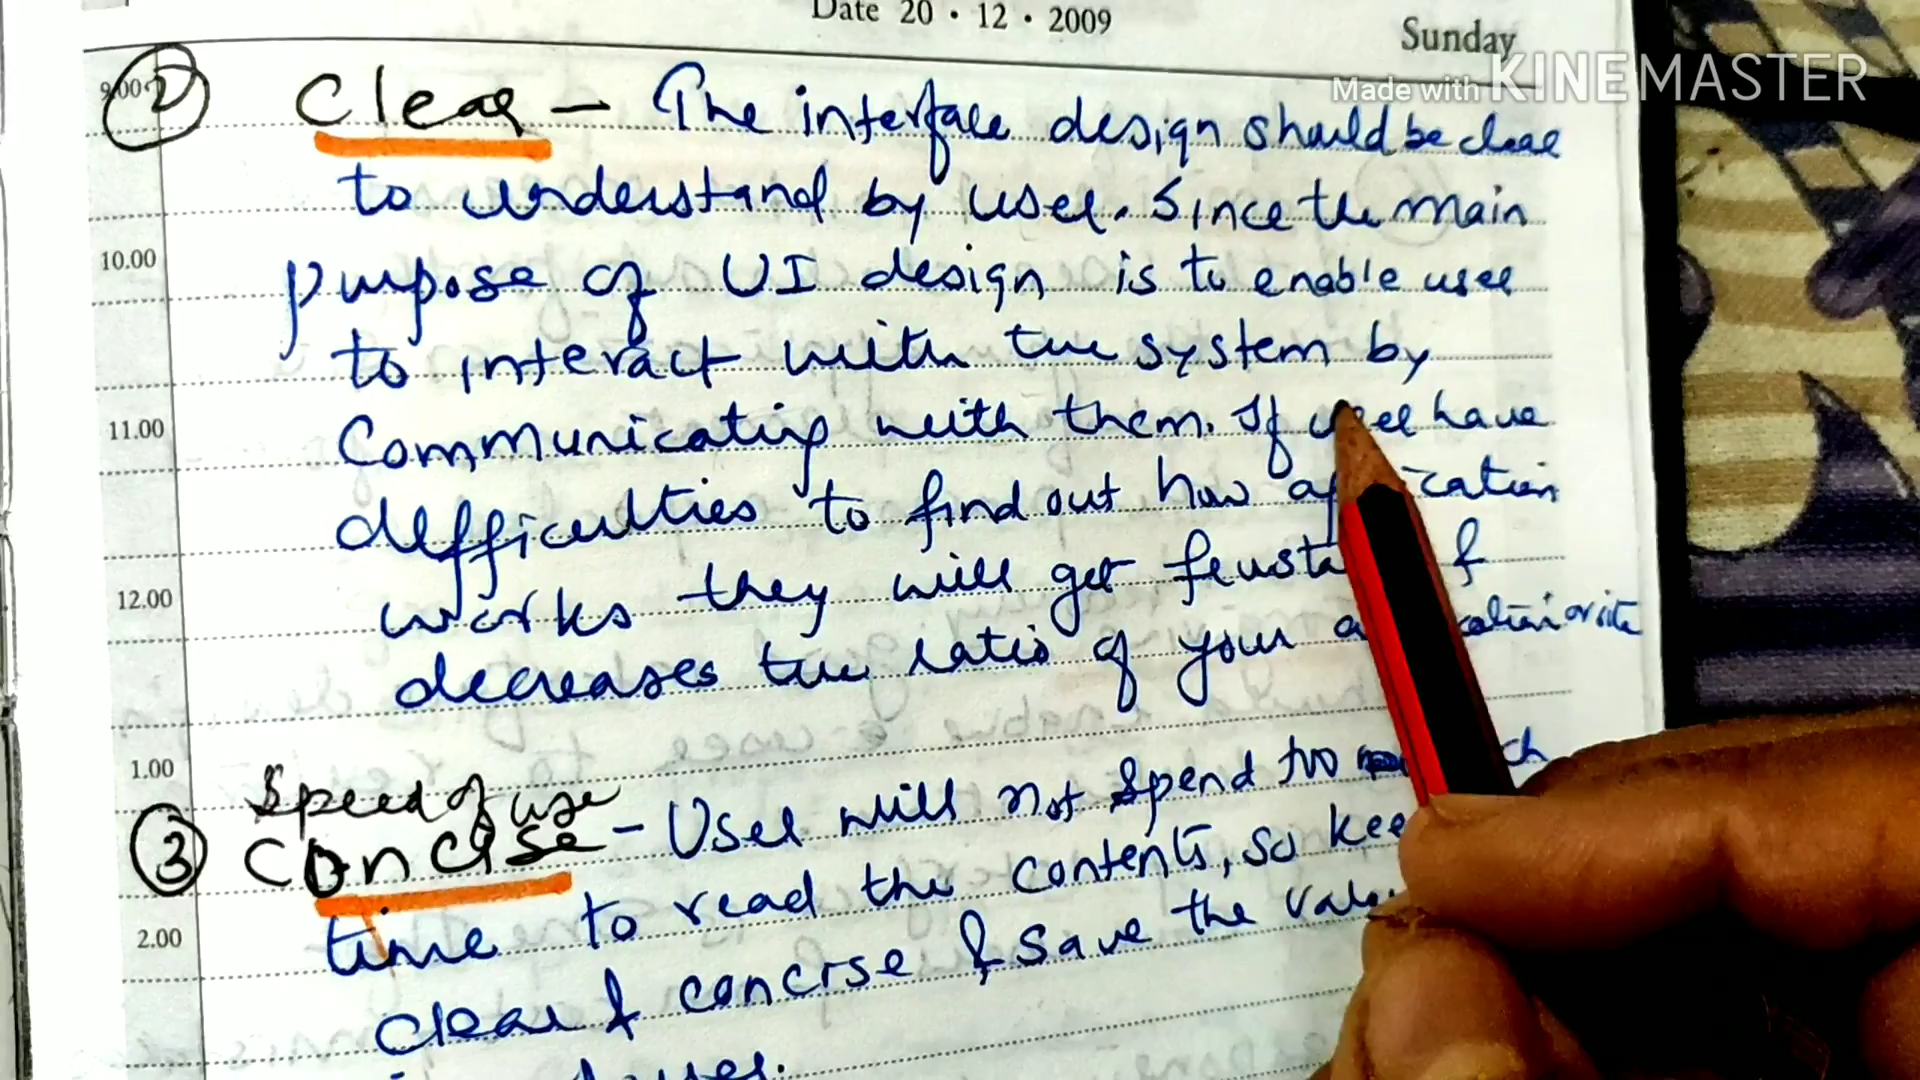 Date 20 • 12 • 2009
Sunday
Made with KINEMASTER
9.00
② Clear - The interface design should be clear
to understand by user. Since the main
10.00
purpose of UI design is to enable user
to interact with the system by
11.00
Communicating with them. If user have
defficulties to find out how
12.00
works they will get &
decreases the ratio of your or site
1.00
Speed of use
③ Concise - User will not spend too
time to read the contents, so
2.00
clear & concise & save the